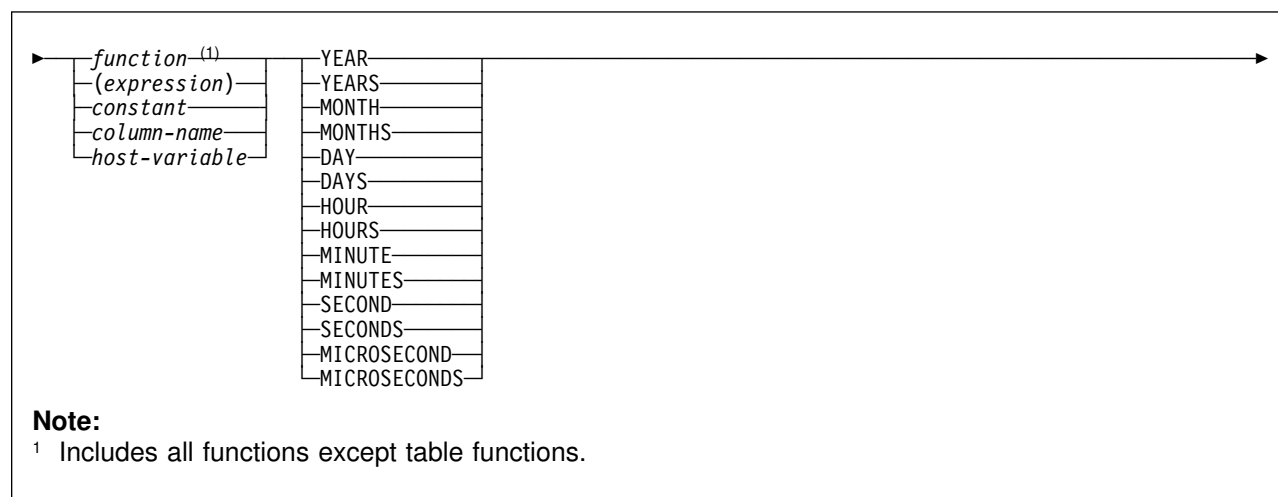 function (1) YEAR
(expression) YEARS
constant MONTH
column-name MONTHS
host-variable DAY
DAYS
HOUR
HOURS
MINUTE
MINUTES
SECOND
SECONDS
MICROSECOND
MICROSECONDS
Note:
1 Includes all functions except table functions.